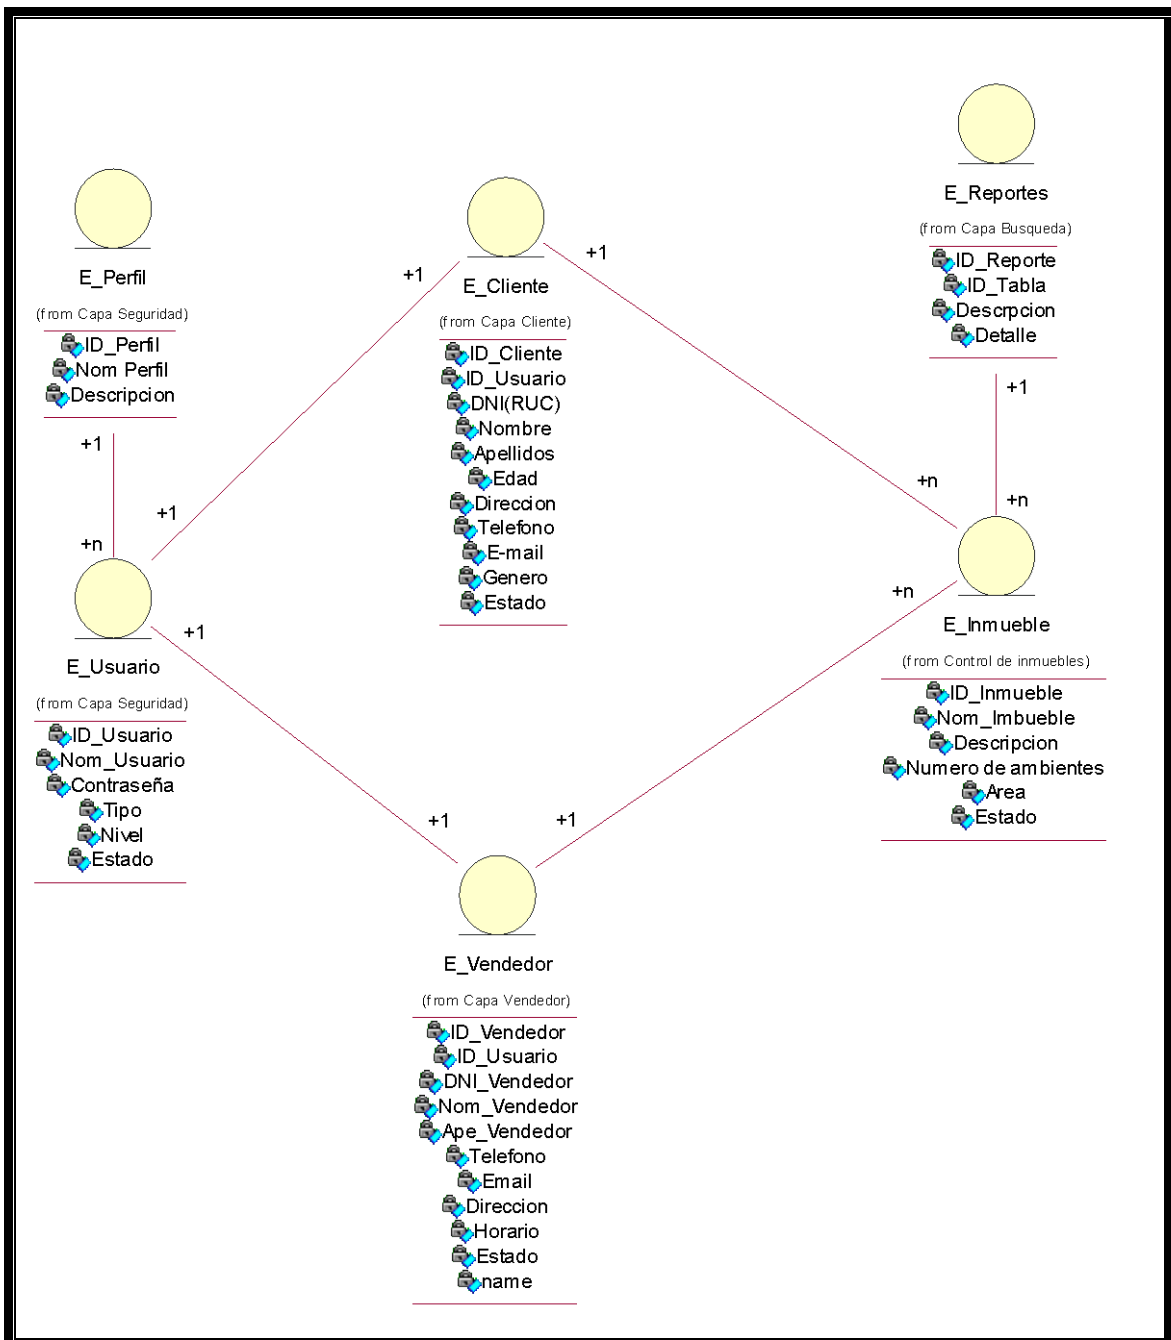 E_Perfil
(from Capa Seguridad)
ID_Perfil
Nom Perfil
Descripcion
+1
+n
E_Usuario
(from Capa Seguridad)
ID_Usuario
Nom_Usuario
Contraseña
Tipo
Nivel
Estado
+1
+1
+1
+1
E_Cliente
(from Capa Cliente)
ID_Cliente
ID_Usuario
DNI(RUC)
Nombre
Apellidos
Edad
Direccion
Telefono
E-mail
Genero
Estado
+1
+n
E_Reportes
(from Capa Busqueda)
ID_Reporte
ID_Tabla
Descrpcion
Detalle
+1
+n
E_Inmueble
(from Control de inmuebles)
ID_Inmueble
Nom_Imbueble
Descripcion
Numero de ambientes
Area
Estado
+n
+1
E_Vendedor
(from Capa Vendedor)
ID_Vendedor
ID_Usuario
DNI_Vendedor
Nom_Vendedor
Ape_Vendedor
Telefono
Email
Direccion
Horario
Estado
name